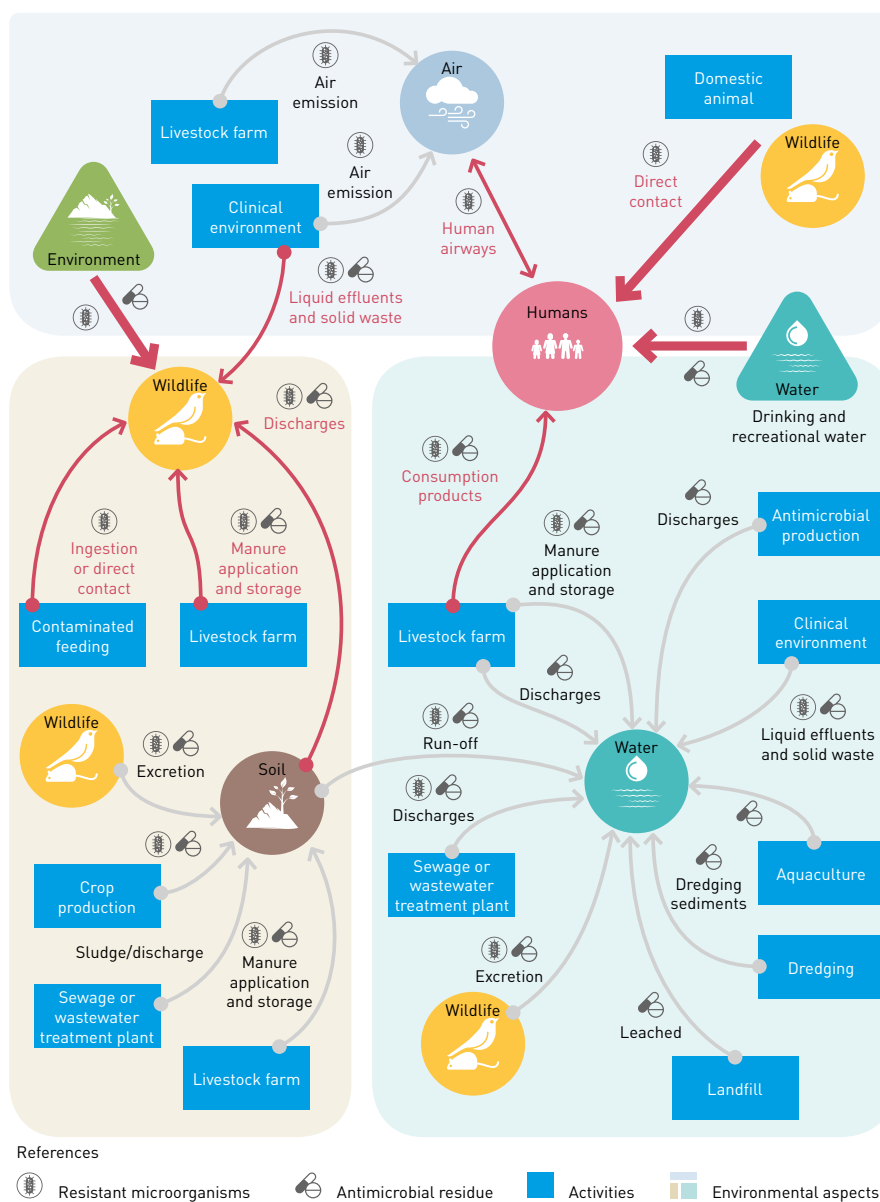 Air
Air
emission
Livestock farm
Domestic
animal
Wildlife
Direct
contact
Air
emission
Clinical
environment
Human
airways
Environment
Liquid effluents
and solid waste
Humans
Water
Drinking and
recreational water
Wildlife
Discharges
Ingestion
or direct
contact
Manure
application
and storage
Contaminated
feeding
Livestock farm
Consumption
products
Manure
application
and storage
Livestock farm
Discharges
Discharges
Antimicrobial
production
Clinical
environment
Liquid effluents
and solid waste
Wildlife
Excretion
Soil
Run-off
Water
Discharges
Crop
production
Sludge/discharge
Manure
application
and storage
Sewage or
wastewater
treatment plant
Livestock farm
Sewage or
wastewater
treatment plant
Dredging
sediments
Aquaculture
Excretion
Wildlife
Dredging
Leached
Landfill
References
Resistant microorganisms
Antimicrobial residue
Activities
Environmental aspects